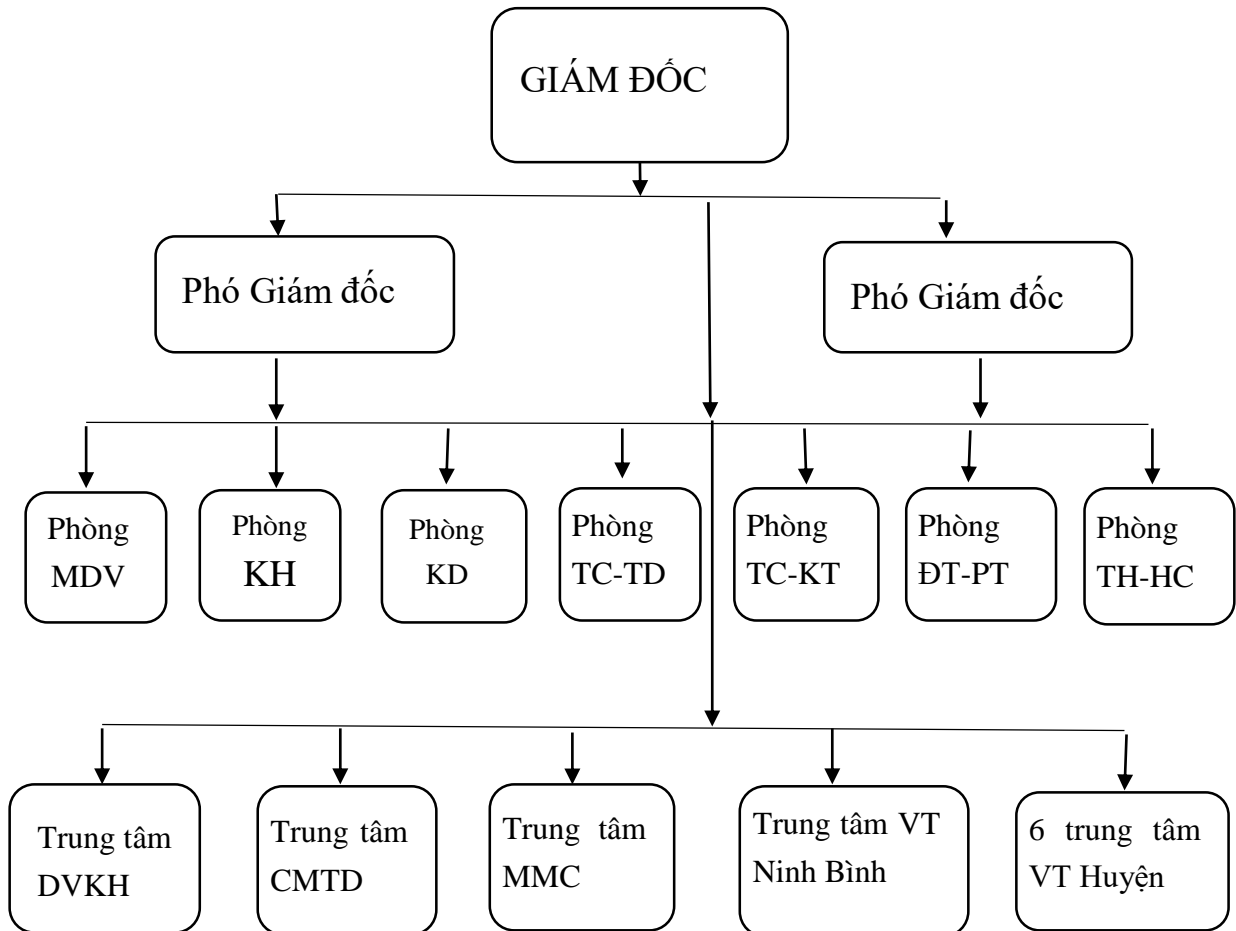 GIÁM ĐỐC
Phó Giám đốc
Phó Giám đốc
Phòng
MDV
Phòng
KH
Phòng
KD
Phòng
TC-TD
Phòng
TC-KT
Phòng
ĐT-PT
Phòng
TH-HC
Trung tâm
DVKH
Trung tâm
CMTD
Trung tâm
MMC
Trung tâm VT
Ninh Bình
6 trung tâm
VT Huyện